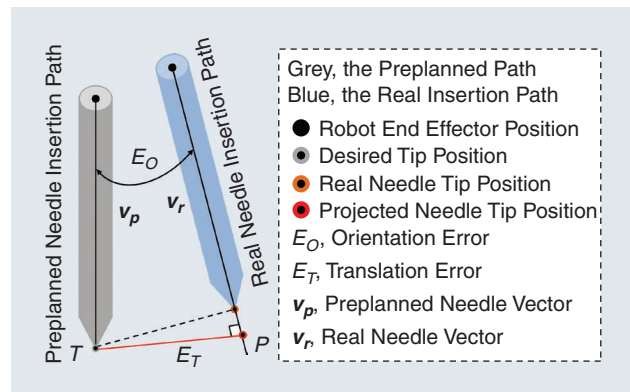 Preplanned Needle Insertion Path
Real Needle Insertion Path
E_O
v_p
v_r
T
E_T
P
Grey, the Preplanned Path
Blue, the Real Insertion Path
Robot End Effector Position
Desired Tip Position
Real Needle Tip Position
Projected Needle Tip Position
E_O, Orientation Error
E_T, Translation Error
v_p, Preplanned Needle Vector
v_r, Real Needle Vector